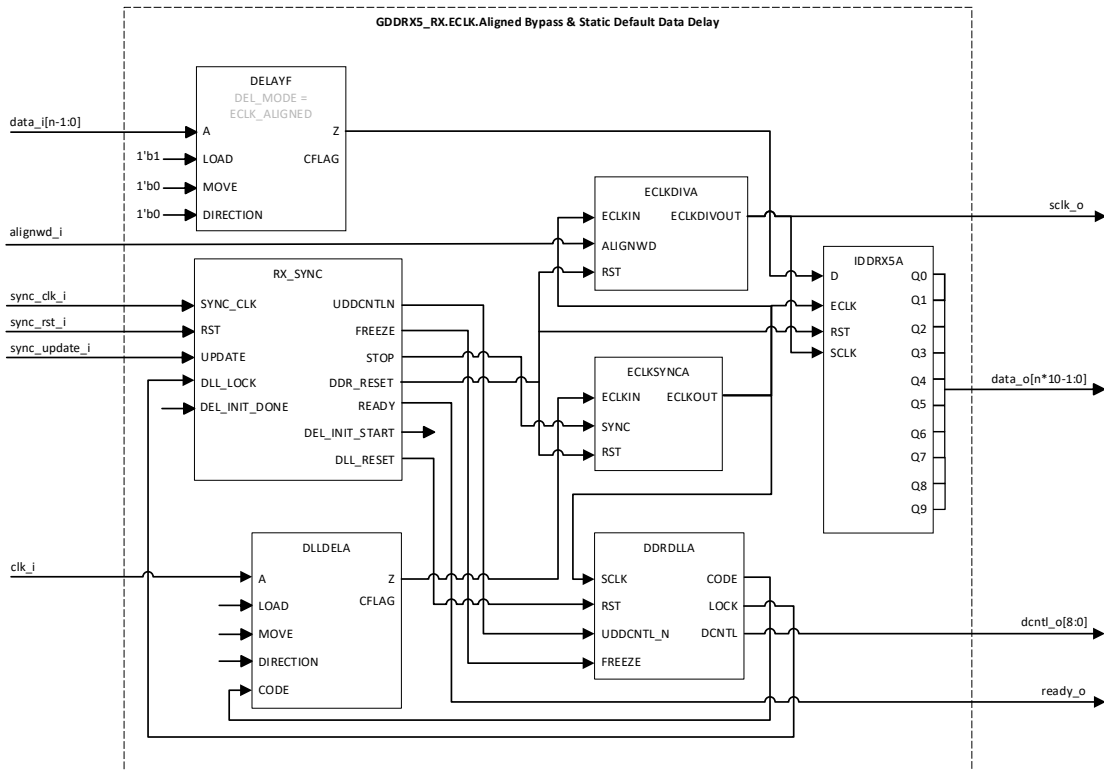 GDDRX5_RX.ECLK.Aligned Bypass & Static Default Data Delay
DELAYF
DEL_MODE =
ECLK_ALIGNED
data_i[n-1:0]
A
Z
1'b1
LOAD
CFLAG
1'b0
MOVE
1'b0
DIRECTION
alignwd_i
ECLKDIVA
ECLKIN
ECLKDIVOUT
ALIGNWD
RST
sclk_o
RX_SYNC
sync_clk_i
SYNC_CLK
UDDCNTLN
sync_rst_i
RST
FREEZE
sync_update_i
UPDATE
STOP
DLL_LOCK
DDR_RESET
DEL_INIT_DONE
READY
DEL_INIT_START
DLL_RESET
IDDRX5A
D
Q0
ECLK
Q1
RST
Q2
SCLK
Q3
Q4
Q5
Q6
Q7
Q8
Q9
data_o[n*10-1:0]
ECLKSYNCA
ECLKIN
ECLKOUT
SYNC
RST
clk_i
DLLDELA
A
Z
LOAD
CFLAG
MOVE
DIRECTION
CODE
DDRDLLA
SCLK
CODE
RST
LOCK
UDDCNTL_N
DCNTL
FREEZE
dcntl_o[8:0]
ready_o